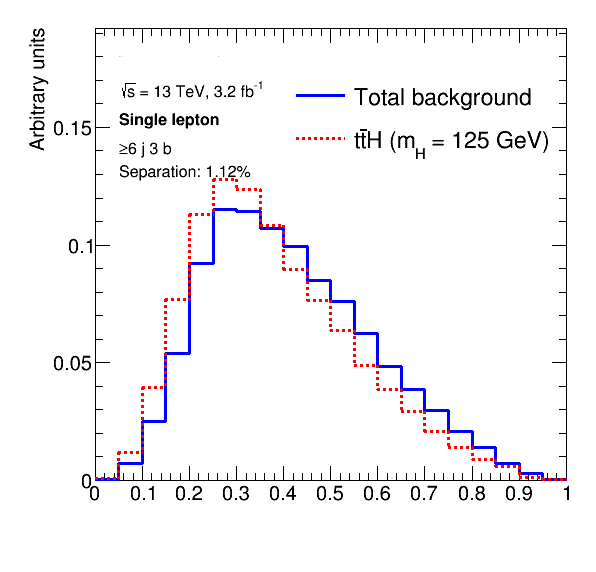 Arbitrary units
√s = 13 TeV, 3.2 fb⁻¹
Single lepton
≥6 j 3 b
Separation: 1.12%
Total background
tt̄H (m_H = 125 GeV)
0.15
0.1
0.05
0
0 0.1 0.2 0.3 0.4 0.5 0.6 0.7 0.8 0.9 1